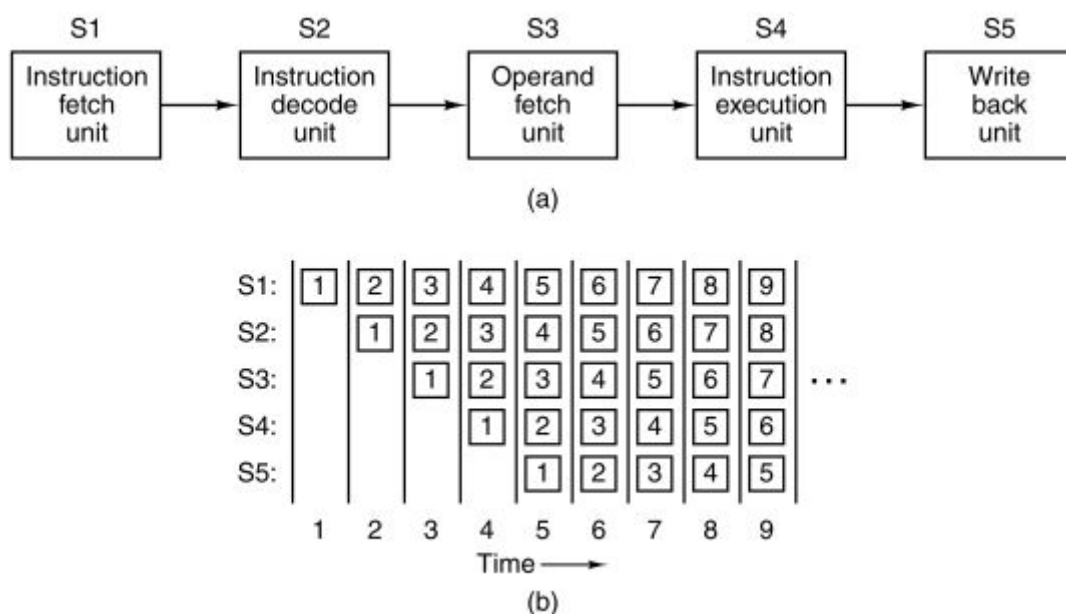 S1 S2 S3 S4 S5
Instruction fetch unit
Instruction decode unit
Operand fetch unit
Instruction execution unit
Write back unit
(a)
S1: 1 2 3 4 5 6 7 8 9
S2: 1 2 3 4 5 6 7 8
S3: 1 2 3 4 5 6 7 ...
S4: 1 2 3 4 5 6
S5: 1 2 3 4 5
1 2 3 4 5 6 7 8 9
Time
(b)